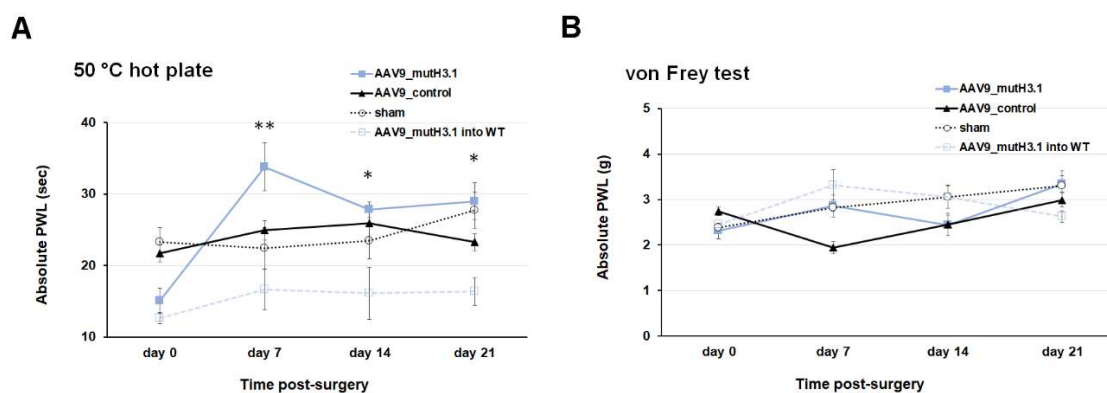 A
50 °C hot plate
AAV9_mutH3.1
AAV9_control
sham
AAV9_mutH3.1 into WT
Absolute PWL (sec)
50
40
30
20
10
**
*
*
day 0
day 7
day 14
day 21
Time post-surgery
B
von Frey test
AAV9_mutH3.1
AAV9_control
sham
AAV9_mutH3.1 into WT
Absolute PWL (g)
5
4
3
2
1
0
day 0
day 7
day 14
day 21
Time post-surgery